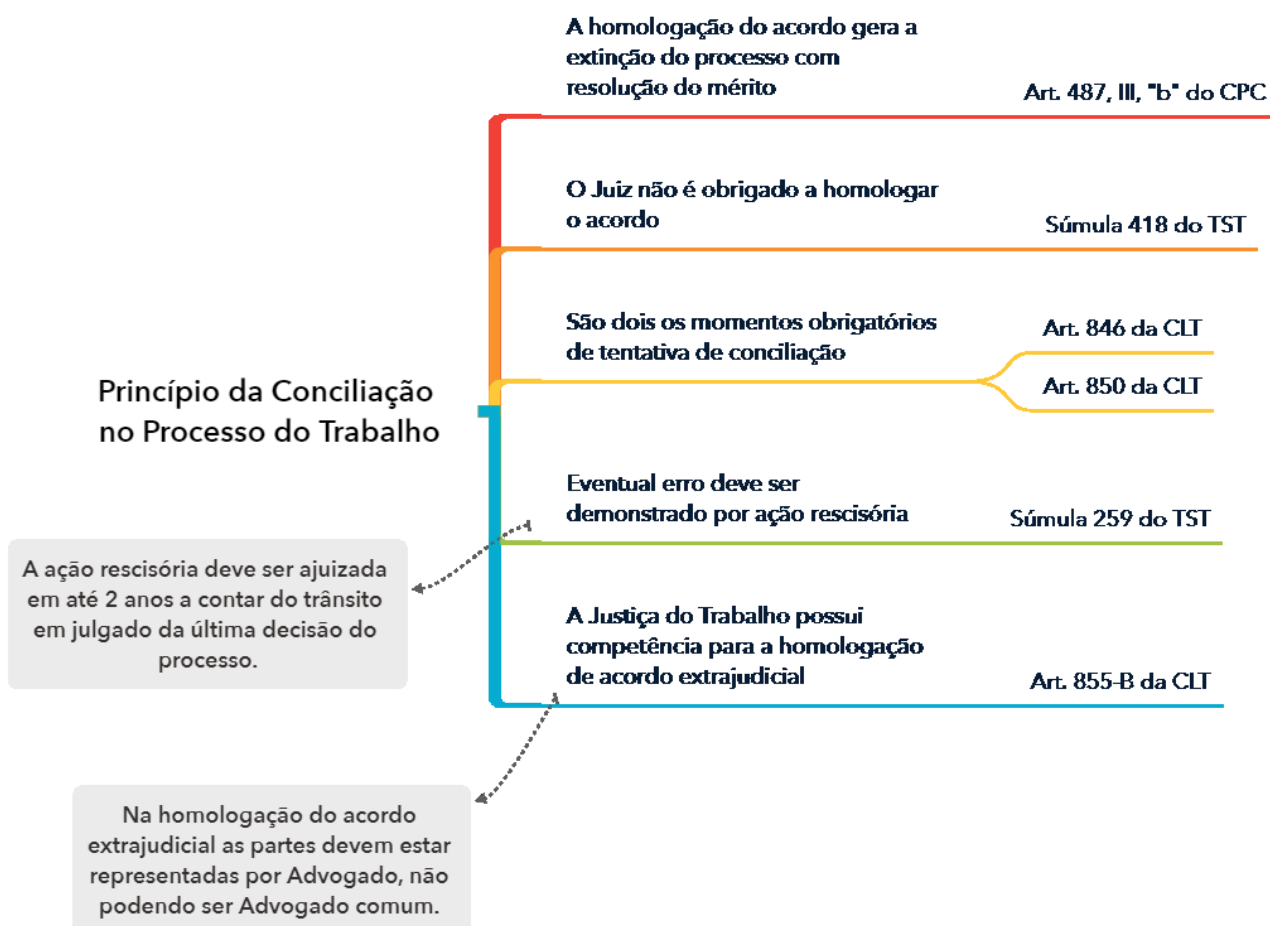 A homologação do acordo gera a
extinção do processo com
resolução do mérito
Art. 487, III, "b" do CPC
O Juiz não é obrigado a homologar
o acordo
Súmula 418 do TST
São dois os momentos obrigatórios
de tentativa de conciliação
Art. 846 da CLT
Art. 850 da CLT
Princípio da Conciliação
no Processo do Trabalho
Eventual erro deve ser
demonstrado por ação rescisória
Súmula 259 do TST
A ação rescisória deve ser ajuizada
em até 2 anos a contar do trânsito
em julgado da última decisão do
processo.
A Justiça do Trabalho possui
competência para a homologação
de acordo extrajudicial
Art. 855-B da CLT
Na homologação do acordo
extrajudicial as partes devem estar
representadas por Advogado, não
podendo ser Advogado comum.